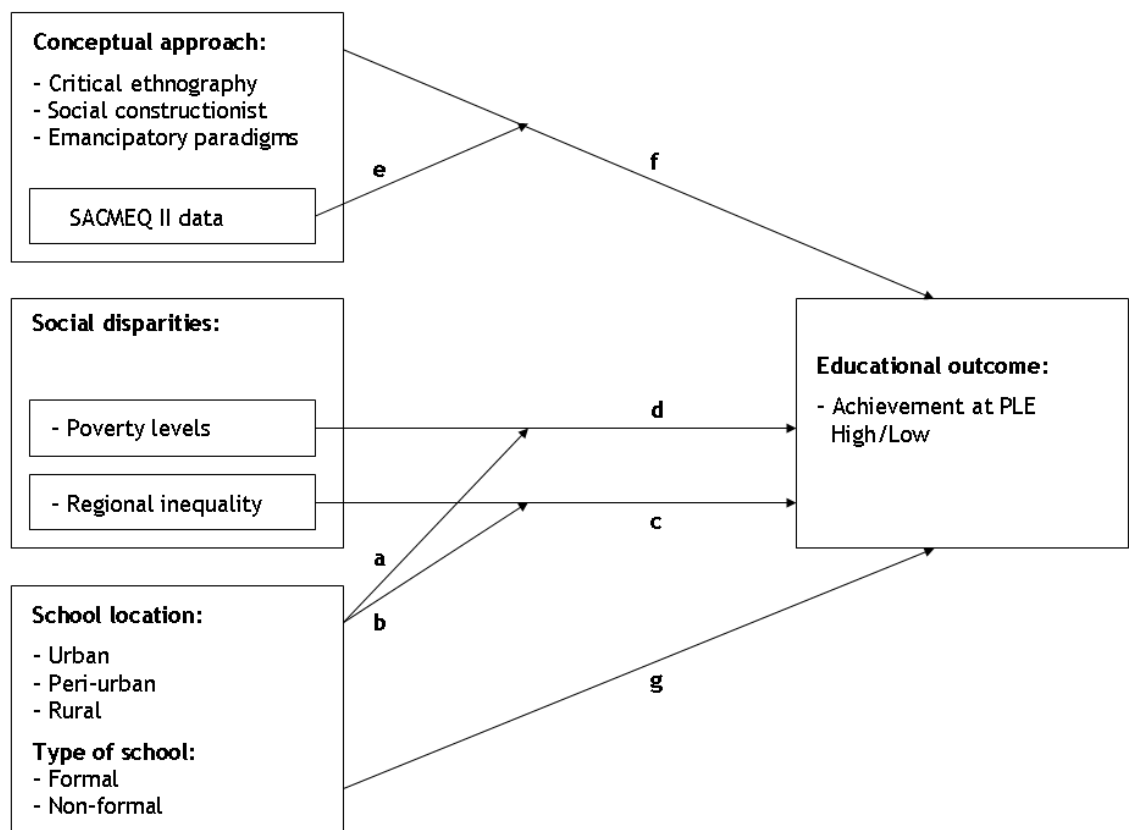 Conceptual approach:
- Critical ethnography
- Social constructionist
- Emancipatory paradigms
SACMEQ II data
e
f
Social disparities:
- Poverty levels
- Regional inequality
d
c
a
b
Educational outcome:
- Achievement at PLE
High/Low
School location:
- Urban
- Peri-urban
- Rural
Type of school:
- Formal
- Non-formal
g